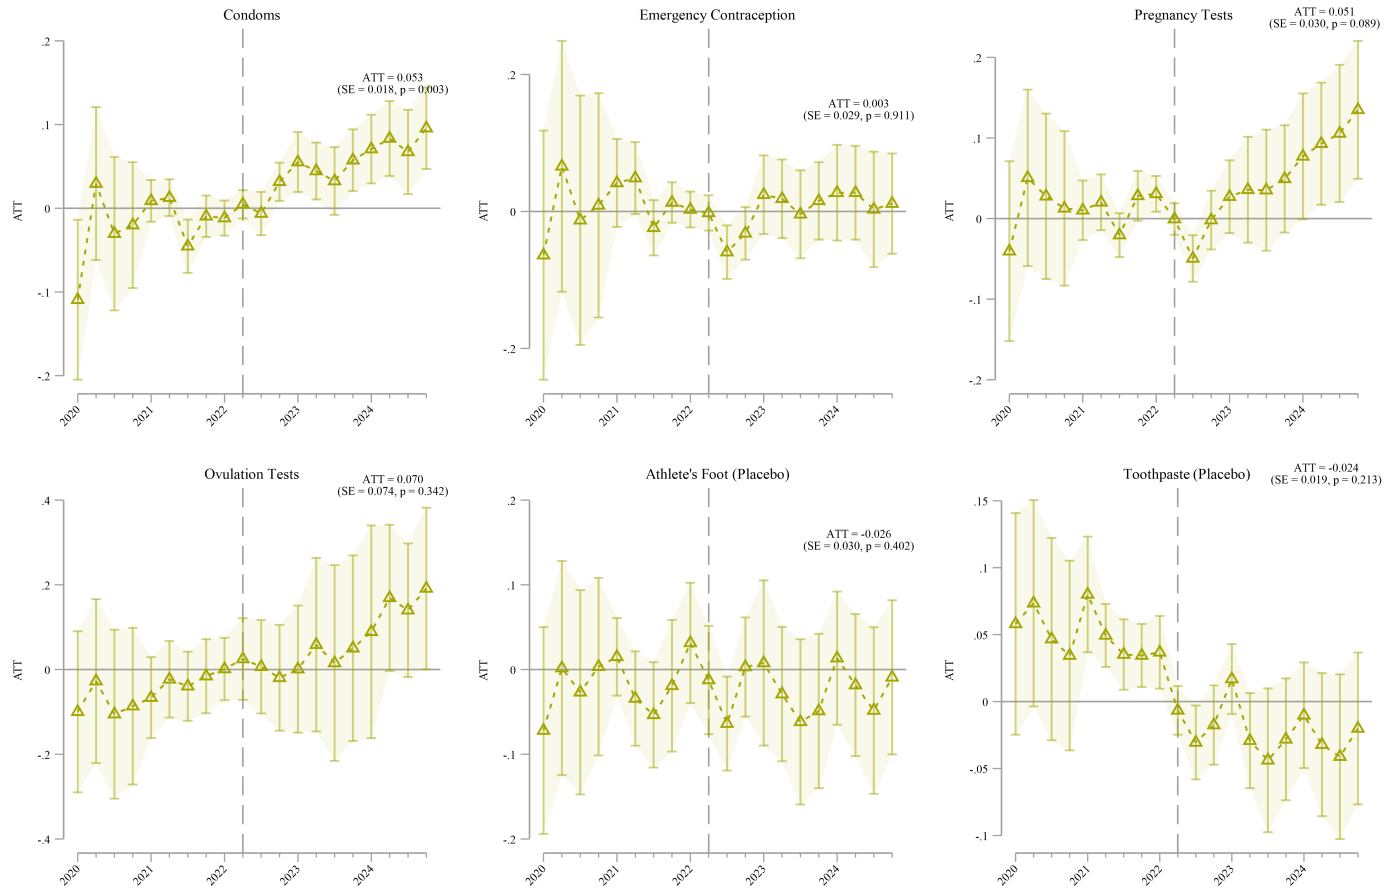 Condoms
ATT = 0.053
(SE = 0.018, p = 0.003)
.2
.1
0
-.1
-.2
ATT
2020
2021
2022
2023
2024
Emergency Contraception
ATT = 0.003
(SE = 0.029, p = 0.911)
.2
0
-.2
ATT
2020
2021
2022
2023
2024
Pregnancy Tests
ATT = 0.051
(SE = 0.030, p = 0.089)
.2
.1
0
-.1
-.2
ATT
2020
2021
2022
2023
2024
Ovulation Tests
ATT = 0.070
(SE = 0.074, p = 0.342)
.4
.2
0
-.2
-.4
ATT
2020
2021
2022
2023
2024
Athlete's Foot (Placebo)
ATT = -0.026
(SE = 0.030, p = 0.402)
.2
.1
0
-.1
-.2
ATT
2020
2021
2022
2023
2024
Toothpaste (Placebo)
ATT = -0.024
(SE = 0.019, p = 0.213)
.15
.1
.05
0
-.05
-.1
ATT
2020
2021
2022
2023
2024